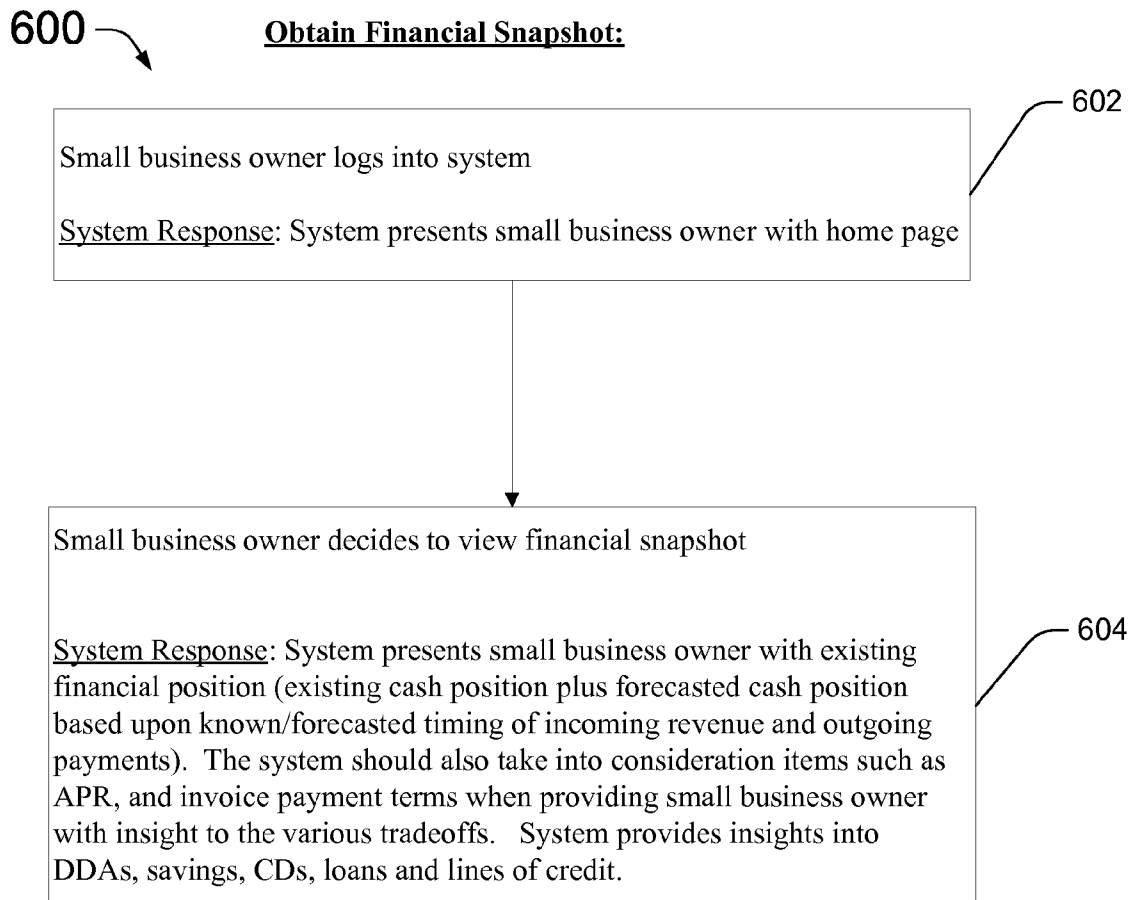 600
Obtain Financial Snapshot:
602
Small business owner logs into system
System Response: System presents small business owner with home page
Small business owner decides to view financial snapshot
604
System Response: System presents small business owner with existing
financial position (existing cash position plus forecasted cash position
based upon known/forecasted timing of incoming revenue and outgoing
payments).  The system should also take into consideration items such as
APR, and invoice payment terms when providing small business owner
with insight to the various tradeoffs.   System provides insights into
DDAs, savings, CDs, loans and lines of credit.